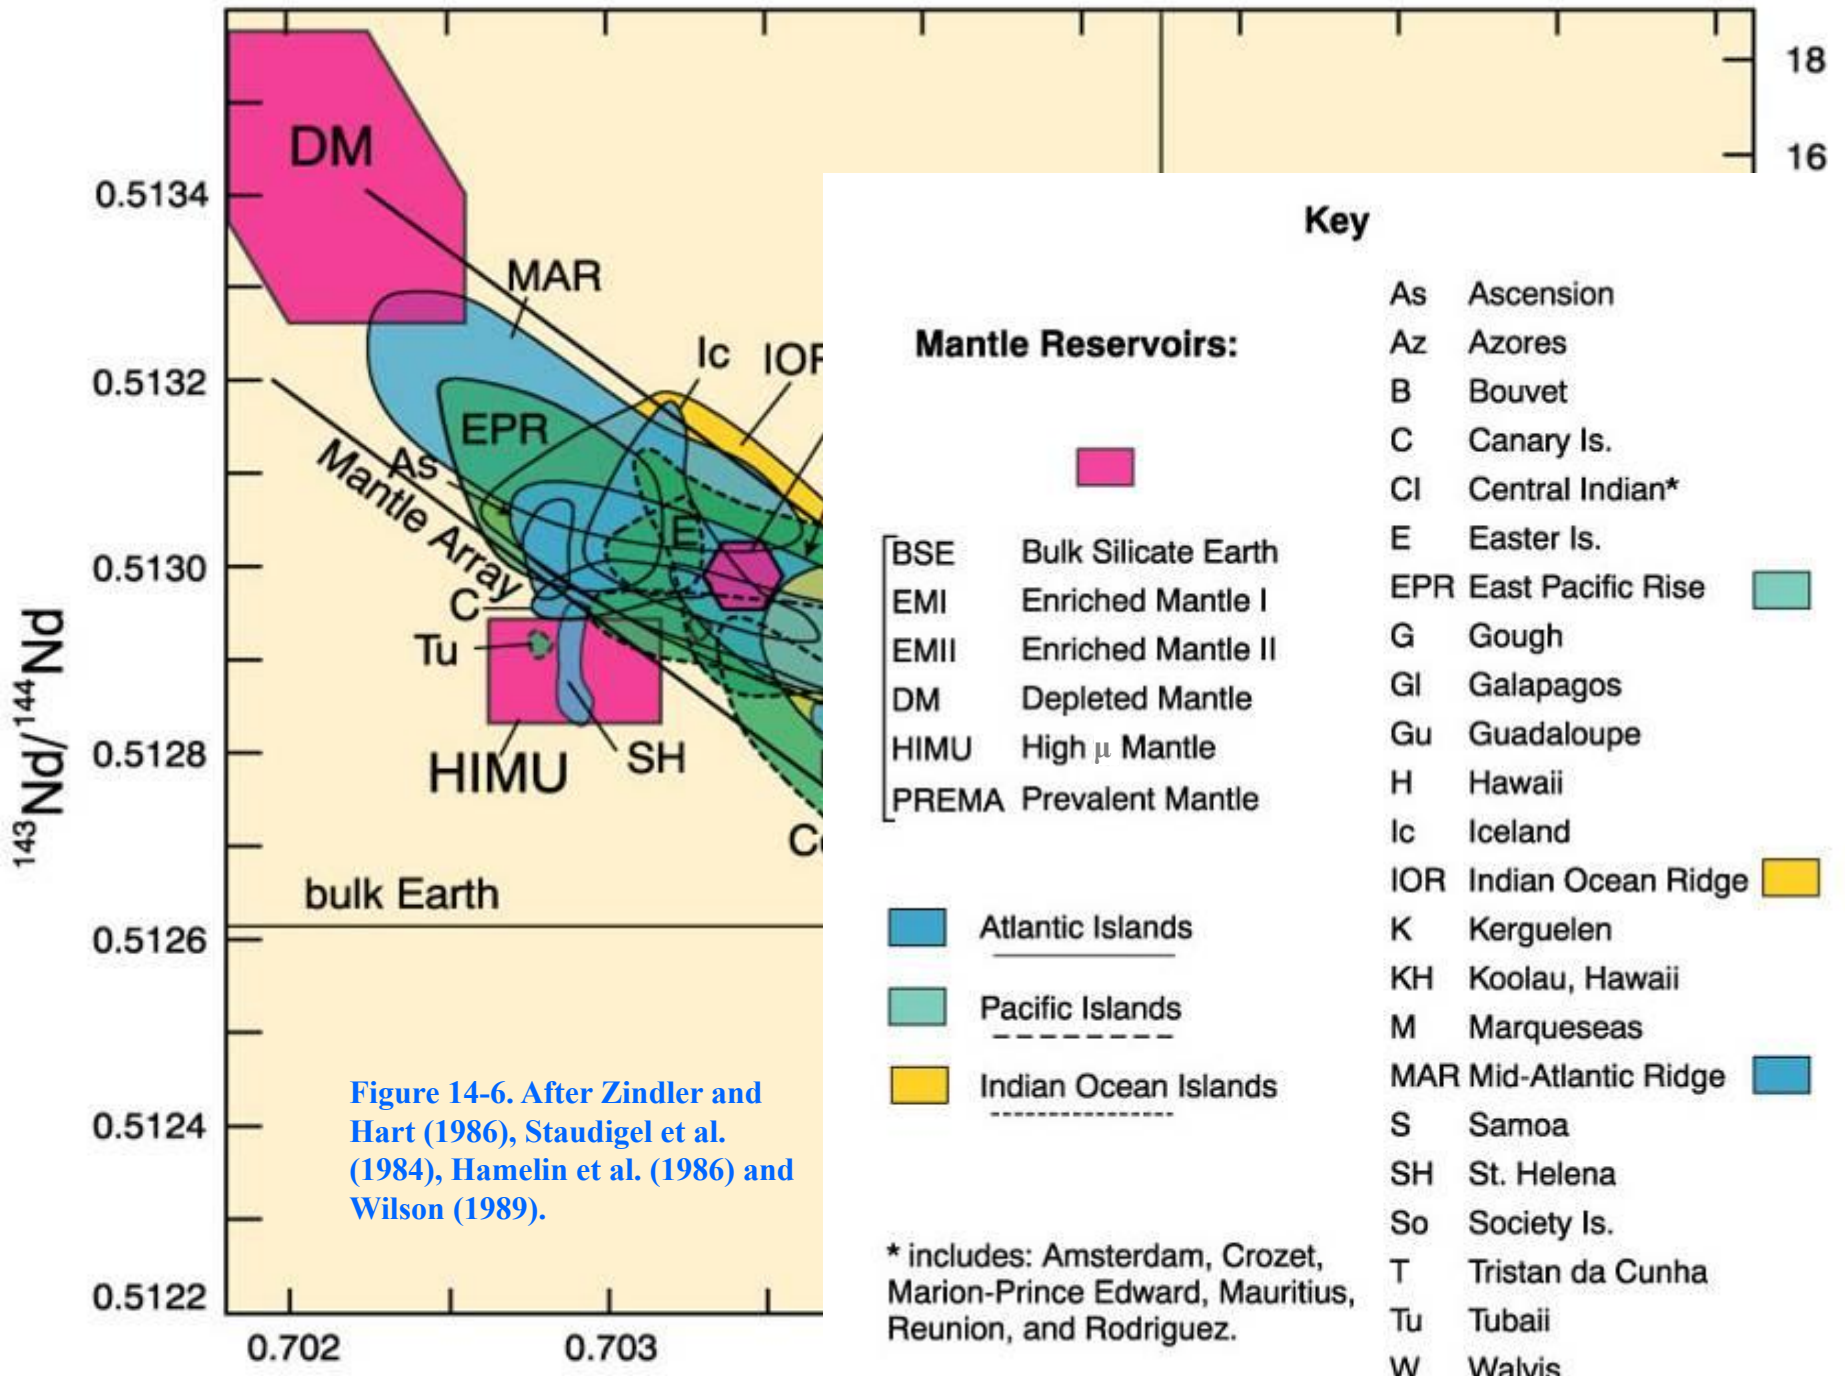 18
16
DM
0.5134
MAR
Ic
0.5132
EPR
As
Mantle Array
E
0.5130
C
Tu
143Nd/144Nd
SH
0.5128
HIMU
bulk Earth
0.5126
0.5124
0.5122
0.702
0.703
Figure 14-6. After Zindler and
Hart (1986), Staudigel et al.
(1984), Hamelin et al. (1986) and
Wilson (1989).
Key
Mantle Reservoirs:
BSE Bulk Silicate Earth
EMI Enriched Mantle I
EMII Enriched Mantle II
DM Depleted Mantle
HIMU High μ Mantle
PREMA Prevalent Mantle
Atlantic Islands
Pacific Islands
Indian Ocean Islands
* includes: Amsterdam, Crozet,
Marion-Prince Edward, Mauritius,
Reunion, and Rodriguez.
As Ascension
Az Azores
B Bouvet
C Canary Is.
CI Central Indian*
E Easter Is.
EPR East Pacific Rise
G Gough
Gl Galapagos
Gu Guadaloupe
H Hawaii
Ic Iceland
IOR Indian Ocean Ridge
K Kerguelen
KH Koolau, Hawaii
M Marqueseas
MAR Mid-Atlantic Ridge
S Samoa
SH St. Helena
So Society Is.
T Tristan da Cunha
Tu Tubaii
W Walvis